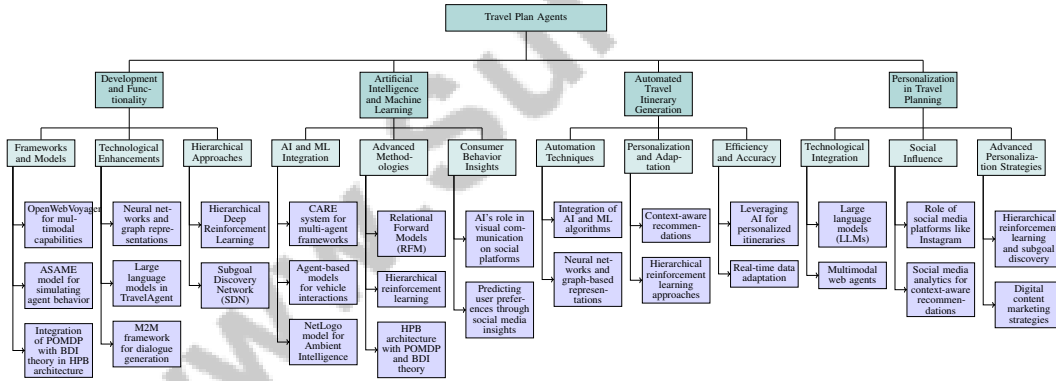 Travel Plan Agents
Development
and Func-
tionality
Artificial
Intelligence
and Machine
Learning
Automated
Travel
Itinerary
Generation
Personalization
in Travel
Planning
Frameworks
and Models
Technological
Enhancements
Hierarchical
Approaches
AI and ML
Integration
Advanced
Method-
ologies
Consumer
Behavior
Insights
Automation
Techniques
Personalization
and Adap-
tation
Efficiency
and Accuracy
Technological
Integration
Social
Influence
Advanced
Personaliza-
tion Strategies
OpenWebVoyager
for mul-
timodal
capabilities
ASAME
model for
simulating
agent behavior
Integration
of POMDP
with BDI
theory in HPB
architecture
Neural net-
works and
graph repre-
sentations
Large
language
models in
TravelAgent
M2M
framework
for dialogue
generation
Hierarchical
Deep
Reinforcement
Learning
Subgoal
Discovery
Network
(SDN)
CARE
system for
multi-agent
frameworks
Agent-based
models
for vehicle
interactions
NetLogo
model for
Ambient
Intelligence
Relational
Forward
Models
(RFM)
Hierarchical
reinforcement
learning
HPB
architecture
with POMDP
and BDI
theory
AI's role in
visual com-
munication
on social
platforms
Predicting
user prefer-
ences through
social media
insights
Integration of
AI and ML
algorithms
Neural
networks and
graph-based
represen-
tations
Context-aware
recommen-
dations
Hierarchical
reinforcement
learning
approaches
Leveraging
AI for
personalized
itineraries
Real-time data
adaptation
Large
language
models
(LLMs)
Multimodal
web agents
Role of
social media
platforms like
Instagram
Social media
analytics for
context-aware
recommen-
dations
Hierarchical
reinforcement
learning
and subgoal
discovery
Digital
content
marketing
strategies
www.Sur